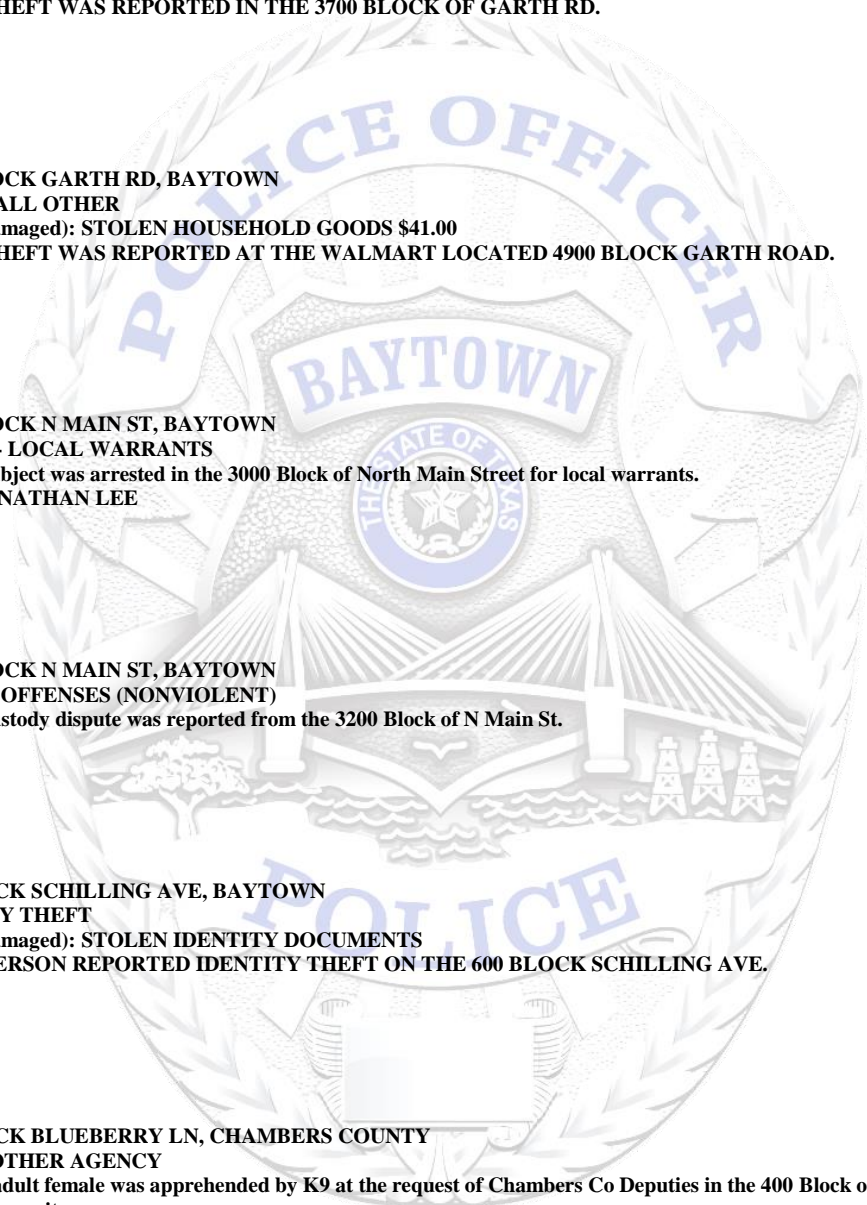 HEFT WAS REPORTED IN THE 3700 BLOCK OF GARTH RD.
POLICE OFFICER
OCK GARTH RD, BAYTOWN
ALL OTHER
maged): STOLEN HOUSEHOLD GOODS $41.00
HEFT WAS REPORTED AT THE WALMART LOCATED 4900 BLOCK GARTH ROAD.
BAYTOWN
OCK N MAIN ST, BAYTOWN
- LOCAL WARRANTS
bject was arrested in the 3000 Block of North Main Street for local warrants.
NATHAN LEE
THE STATE OF TEXAS
OCK N MAIN ST, BAYTOWN
OFFENSES (NONVIOLENT)
stody dispute was reported from the 3200 Block of N Main St.
CK SCHILLING AVE, BAYTOWN
Y THEFT
maged): STOLEN IDENTITY DOCUMENTS
ERSON REPORTED IDENTITY THEFT ON THE 600 BLOCK SCHILLING AVE.
POLICE
CK BLUEBERRY LN, CHAMBERS COUNTY
OTHER AGENCY
adult female was apprehended by K9 at the request of Chambers Co Deputies in the 400 Block o